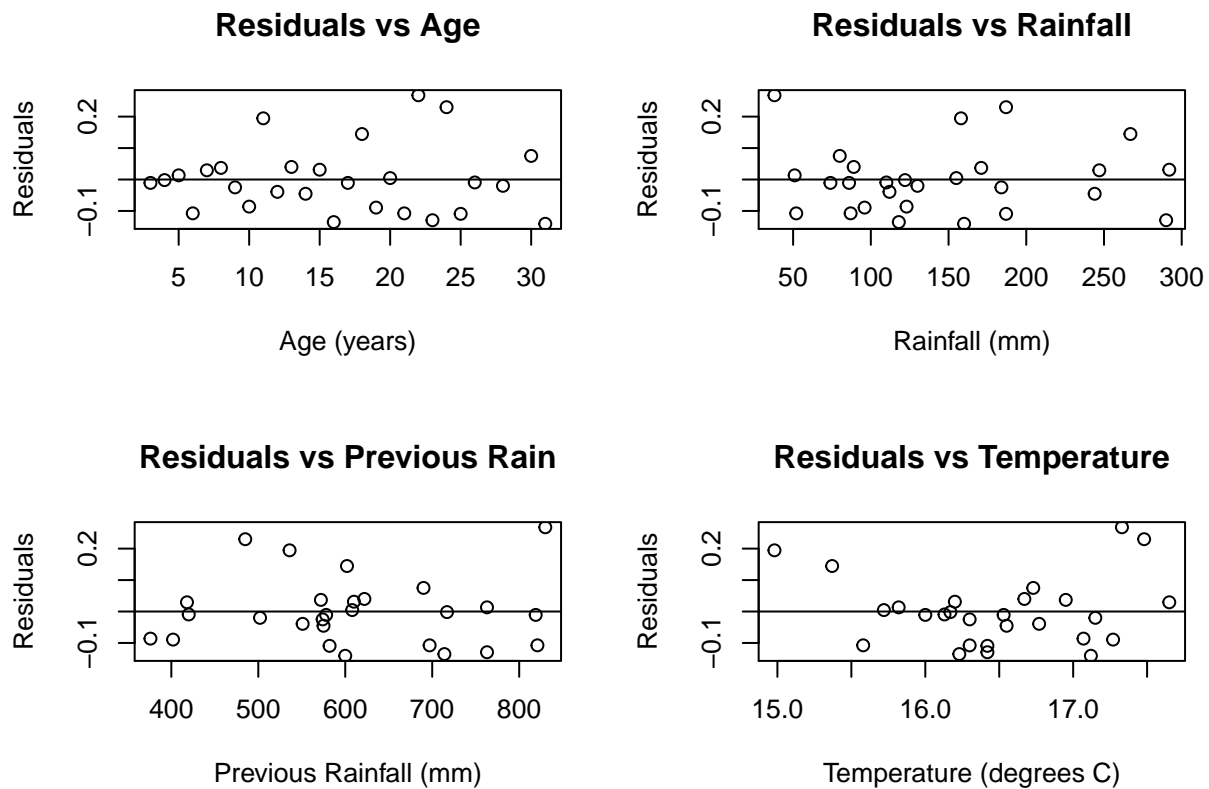 Residuals vs Age
Residuals
0.2
−0.1
5 10 15 20 25 30
Age (years)
Residuals vs Rainfall
Residuals
0.2
−0.1
50 100 150 200 250 300
Rainfall (mm)
Residuals vs Previous Rain
Residuals
0.2
−0.1
400 500 600 700 800
Previous Rainfall (mm)
Residuals vs Temperature
Residuals
0.2
−0.1
15.0 16.0 17.0
Temperature (degrees C)